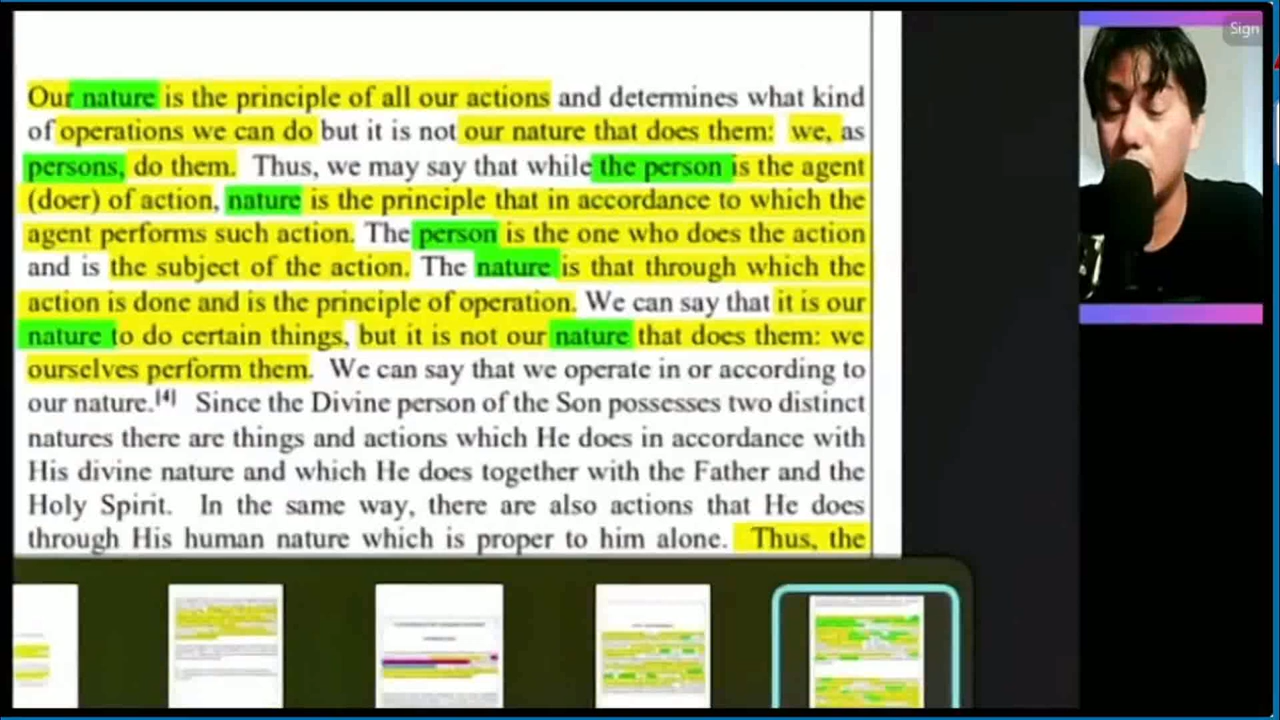 Sign
Our nature is the principle of all our actions and determines what kind
of operations we can do but it is not our nature that does them: we, as
persons, do them. Thus, we may say that while the person is the agent
(doer) of action, nature is the principle that in accordance to which the
agent performs such action. The person is the one who does the action
and is the subject of the action. The nature is that through which the
action is done and is the principle of operation. We can say that it is our
nature to do certain things, but it is not our nature that does them: we
ourselves perform them. We can say that we operate in or according to
our nature.[4] Since the Divine person of the Son possesses two distinct
natures there are things and actions which He does in accordance with
His divine nature and which He does together with the Father and the
Holy Spirit. In the same way, there are also actions that He does
through His human nature which is proper to him alone. Thus, the